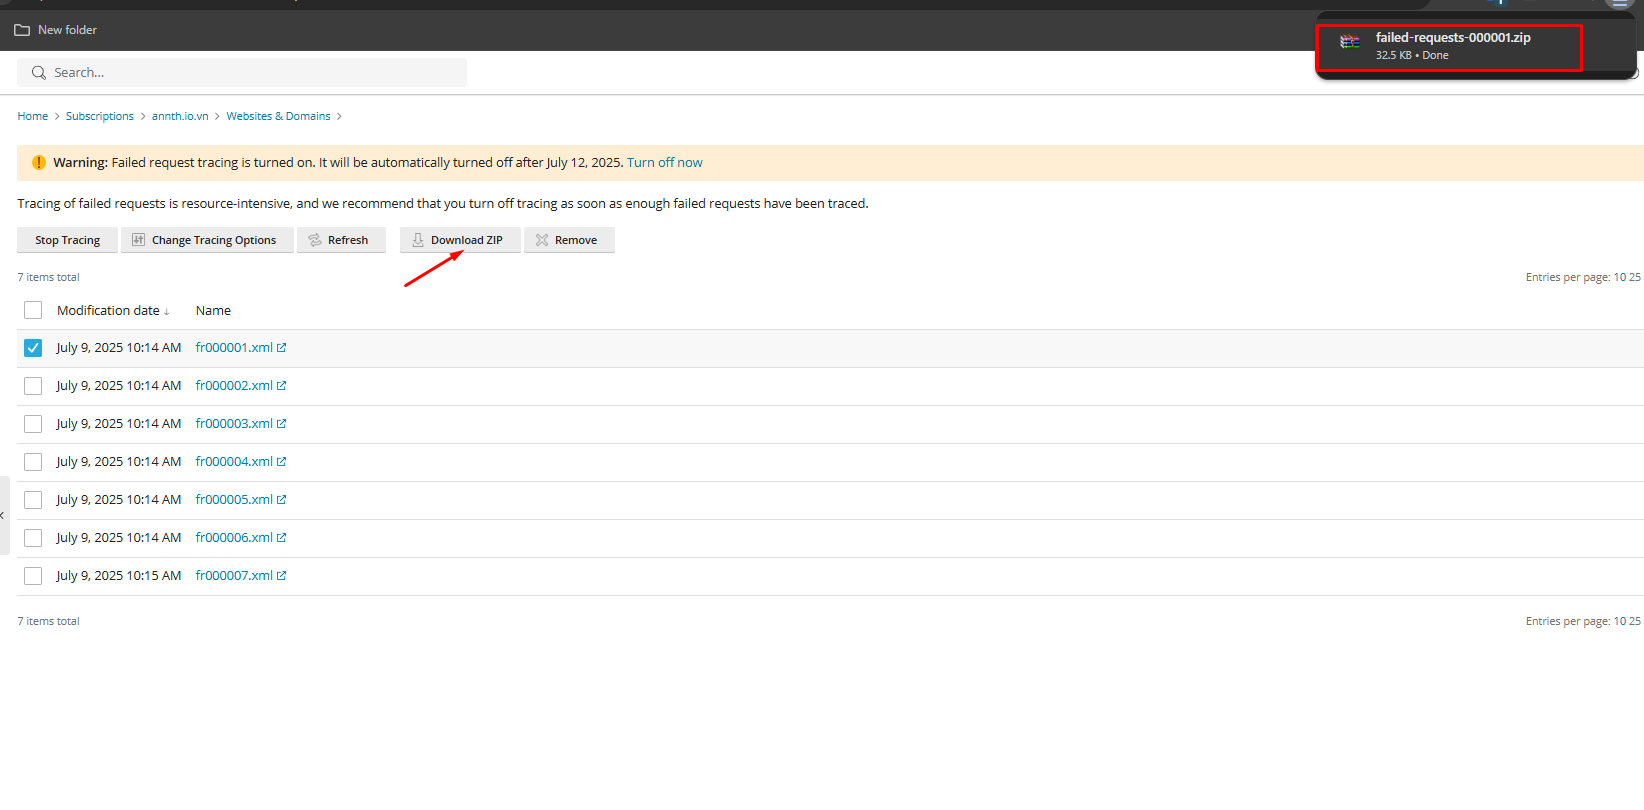 New folder
failed-requests-000001.zip
32.5 KB • Done
Search...
Home > Subscriptions > annth.io.vn > Websites & Domains >
Warning: Failed request tracing is turned on. It will be automatically turned off after July 12, 2025. Turn off now
Tracing of failed requests is resource-intensive, and we recommend that you turn off tracing as soon as enough failed requests have been traced.
Stop Tracing Change Tracing Options Refresh Download ZIP Remove
7 items total Entries per page: 10 25
Modification date ↓ Name
July 9, 2025 10:14 AM fr000001.xml
July 9, 2025 10:14 AM fr000002.xml
July 9, 2025 10:14 AM fr000003.xml
July 9, 2025 10:14 AM fr000004.xml
July 9, 2025 10:14 AM fr000005.xml
July 9, 2025 10:14 AM fr000006.xml
July 9, 2025 10:15 AM fr000007.xml
7 items total Entries per page: 10 25